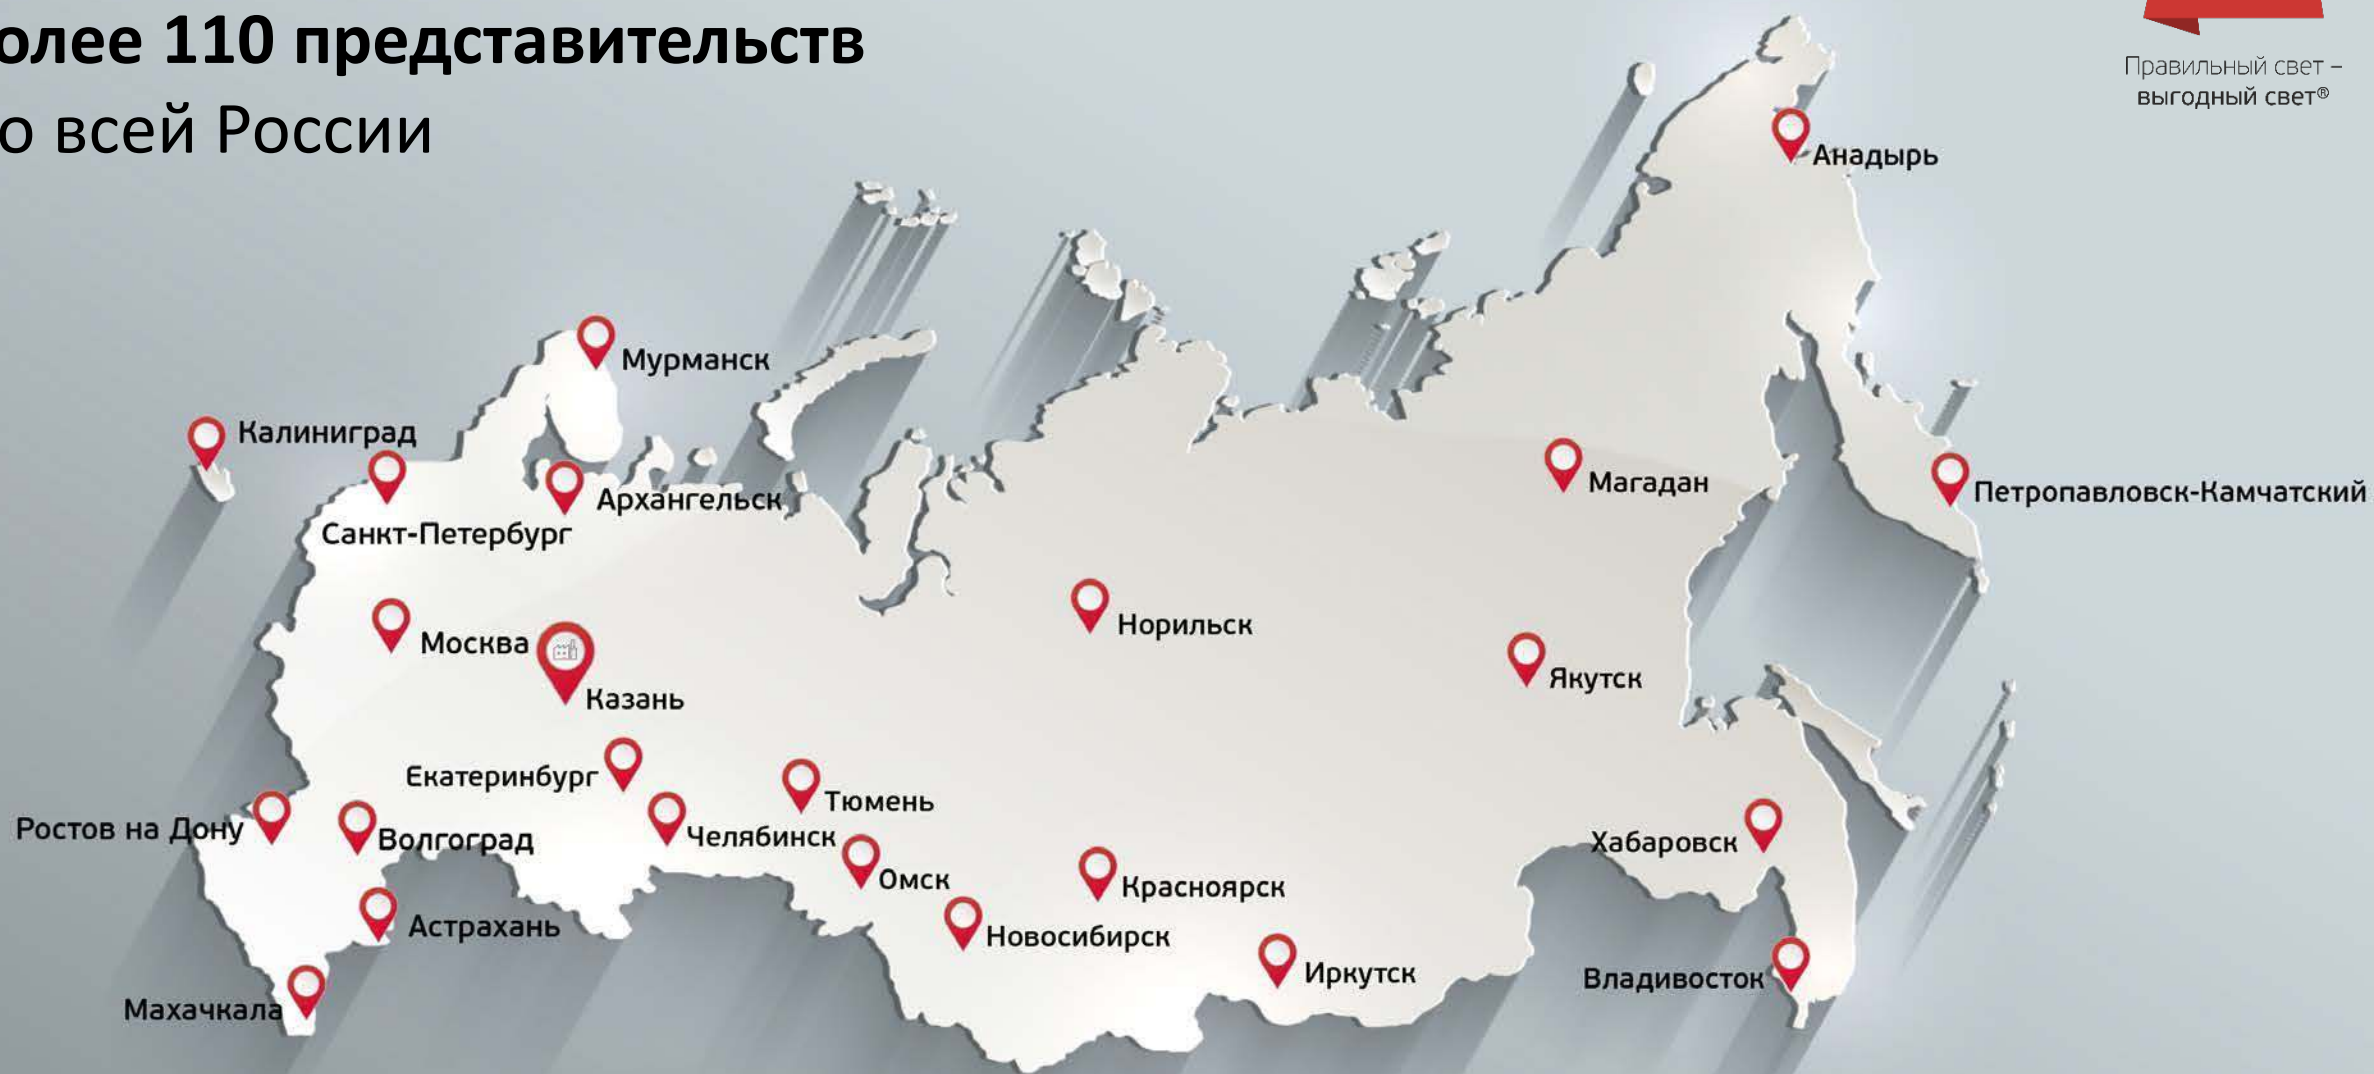 олее 110 представительств
о всей России
Правильный свет –
выгодный свет®
Анадырь
Мурманск
Калининград
Архангельск
Санкт-Петербург
Магадан
Петропавловск-Камчатский
Москва
Казань
Норильск
Якутск
Екатеринбург
Тюмень
Ростов на Дону
Волгоград
Челябинск
Хабаровск
Омск
Красноярск
Астрахань
Новосибирск
Иркутск
Владивосток
Махачкала